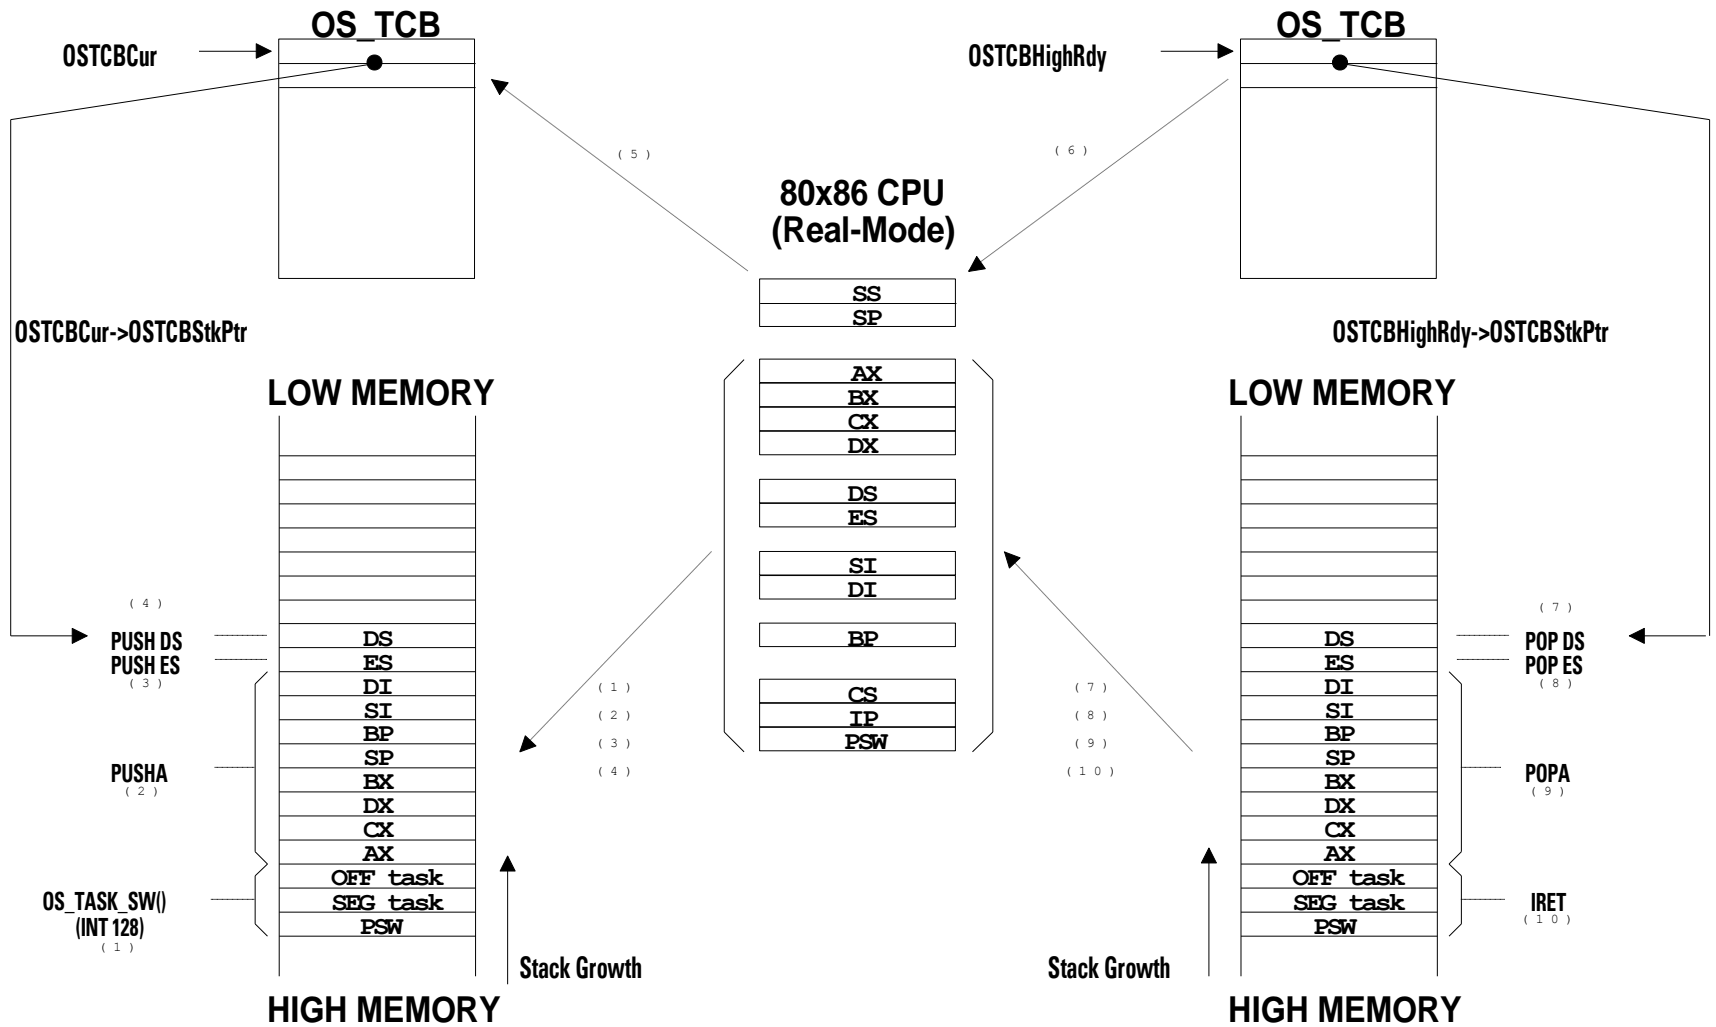 OS_TCB
OSTCBCur
OS_TCB
OSTCBHighRdy
( 5 )
( 6 )
80x86 CPU
(Real-Mode)
SS
SP
OSTCBCur->OSTCBStkPtr
OSTCBHighRdy->OSTCBStkPtr
LOW MEMORY
LOW MEMORY
AX
BX
CX
DX
DS
ES
SI
DI
BP
CS
IP
PSW
( 4 )
PUSH DS
PUSH ES
( 3 )
PUSHA
( 2 )
OS_TASK_SW()
(INT 128)
( 1 )
DS
ES
DI
SI
BP
SP
BX
DX
CX
AX
OFF task
SEG task
PSW
( 1 )
( 2 )
( 3 )
( 4 )
Stack Growth
HIGH MEMORY
( 7 )
( 8 )
( 9 )
( 1 0 )
Stack Growth
DS
ES
DI
SI
BP
SP
BX
DX
CX
AX
OFF task
SEG task
PSW
( 7 )
POP DS
POP ES
( 8 )
POPA
( 9 )
IRET
( 1 0 )
HIGH MEMORY